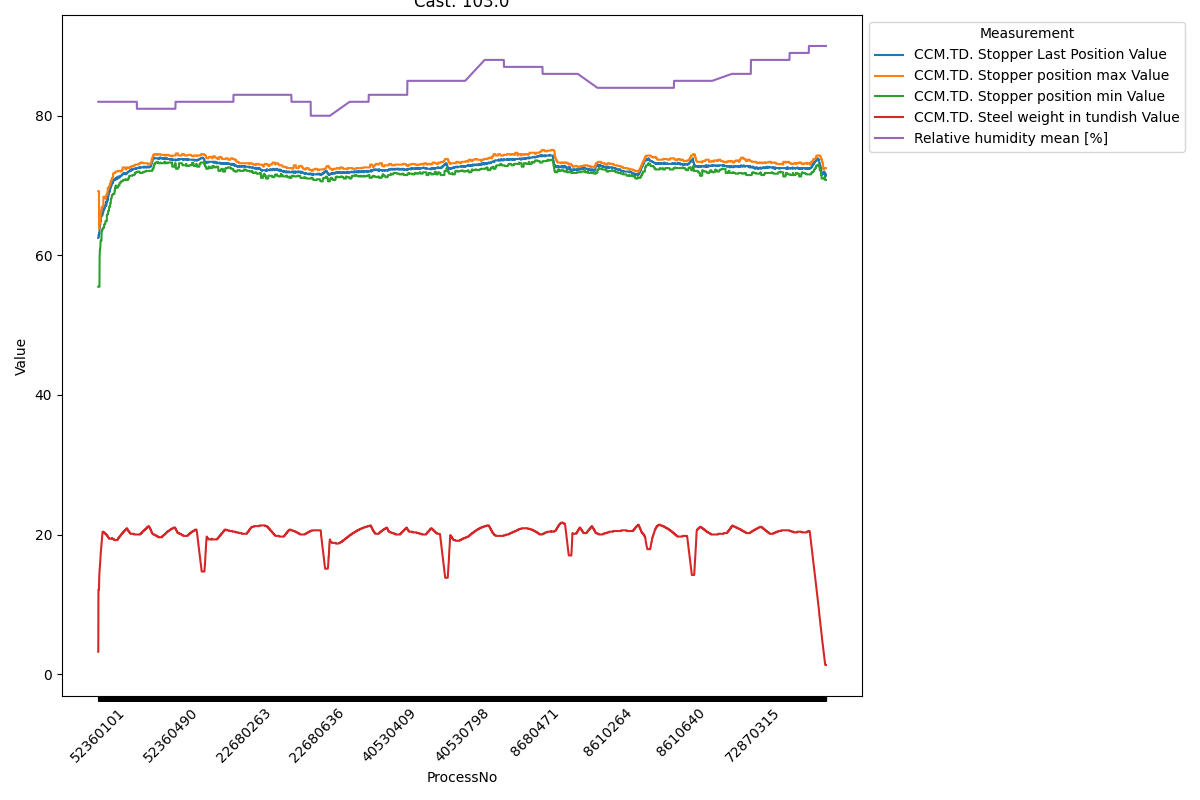 Cast: 103.0
Measurement
CCM.TD. Stopper Last Position Value
CCM.TD. Stopper position max Value
CCM.TD. Stopper position min Value
CCM.TD. Steel weight in tundish Value
Relative humidity mean [%]
80
60
40
20
0
Value
52360101
52360490
22680263
22680636
40530409
40530798
8680471
8610264
8610640
72870315
ProcessNo